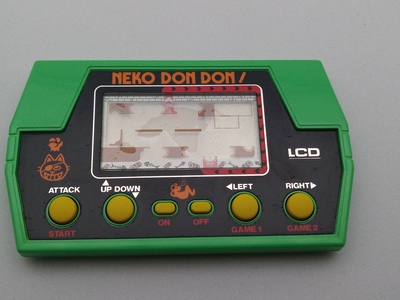 NEKO DON DON!
LCD
ATTACK
UP DOWN
LEFT
RIGHT
START
ON
OFF
GAME 1
GAME 2